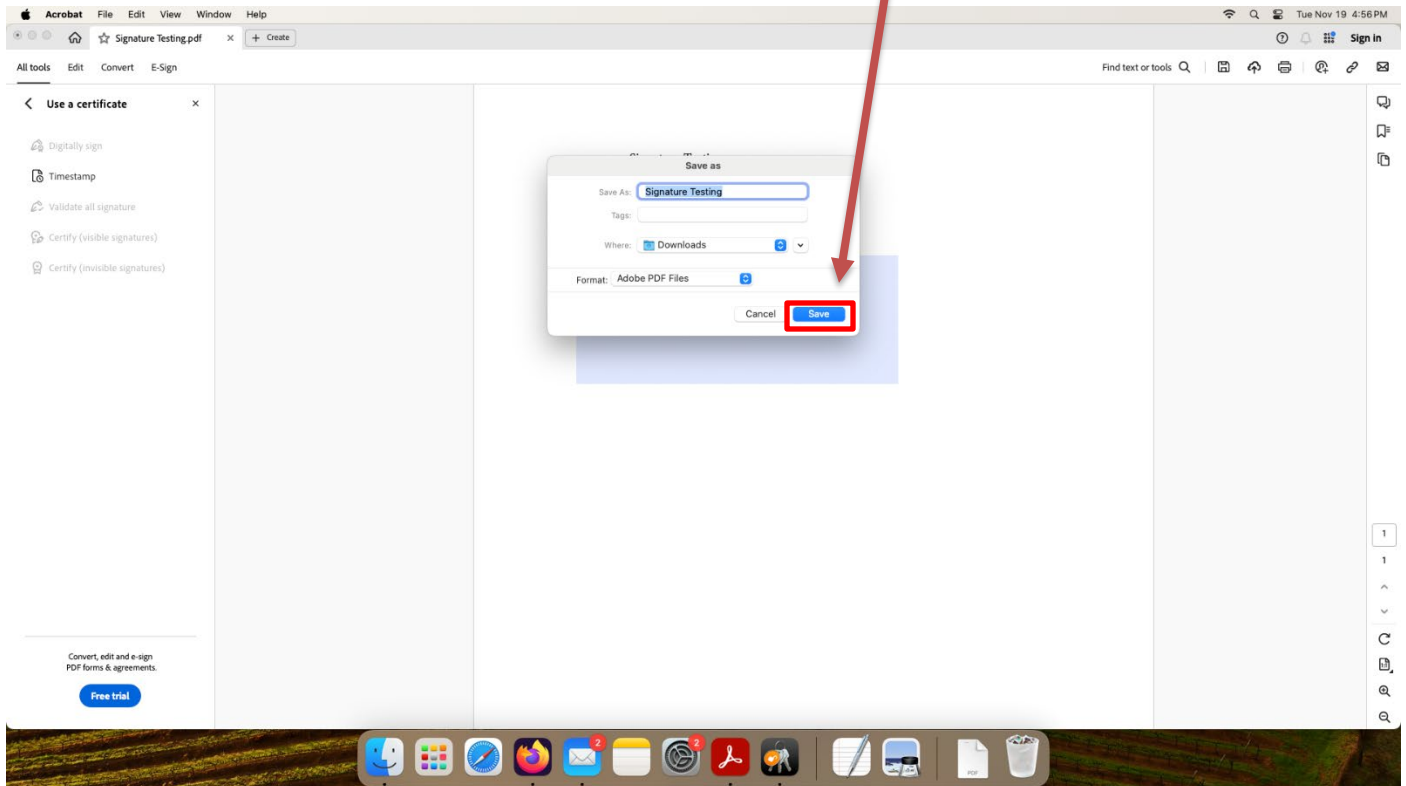 Acrobat File Edit View Window Help
Tue Nov 19 4:56 PM
Signature Testing.pdf
+ Create
Sign in
All tools Edit Convert E-Sign
Find text or tools
Use a certificate
Digitally sign
Timestamp
Validate all signature
Certify (visible signatures)
Certify (invisible signatures)
Save as
Save As: Signature Testing
Tags:
Where: Downloads
Format: Adobe PDF Files
Cancel Save
1
1
Convert, edit and e-sign
PDF forms & agreements.
Free trial
2
2
PDF